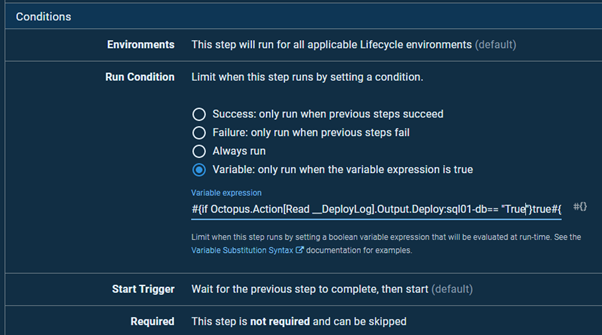 Conditions
Environments This step will run for all applicable Lifecycle environments (default)
Run Condition Limit when this step runs by setting a condition.
Success: only run when previous steps succeed
Failure: only run when previous steps fail
Always run
Variable: only run when the variable expression is true
Variable expression
#{if Octopus.Action[Read __DeployLog].Output.Deploy:sql01-db== "True"}true#{ #{}
Limit when this step runs by setting a boolean variable expression that will be evaluated at run-time. See the
Variable Substitution Syntax documentation for examples.
Start Trigger Wait for the previous step to complete, then start (default)
Required This step is not required and can be skipped